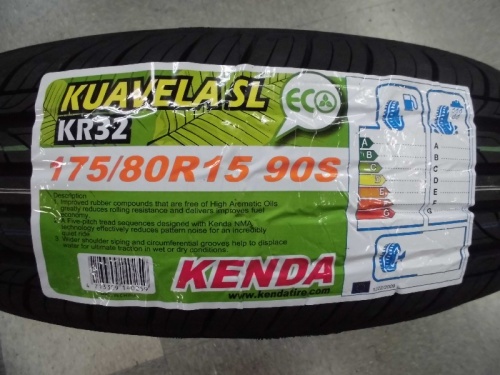 KUAVELA SL
ECO
KR32
175/80R15 90S
Description
1. Improved rubber compounds that are free of High Aromatic Oils
greatly reduces rolling resistance and delivers improves fuel
economy.
2. Five-pitch tread sequences designed with Kenda NMA
technology effectively reduces pattern noise for an incredibly
quiet ride.
3. Wider shoulder siping and circumferential grooves help to displace
water for ultimate traction in wet or dry conditions.
KENDA
www.kendatire.com
A
B
C
E
F
G
A
B
C
D
E
F
G